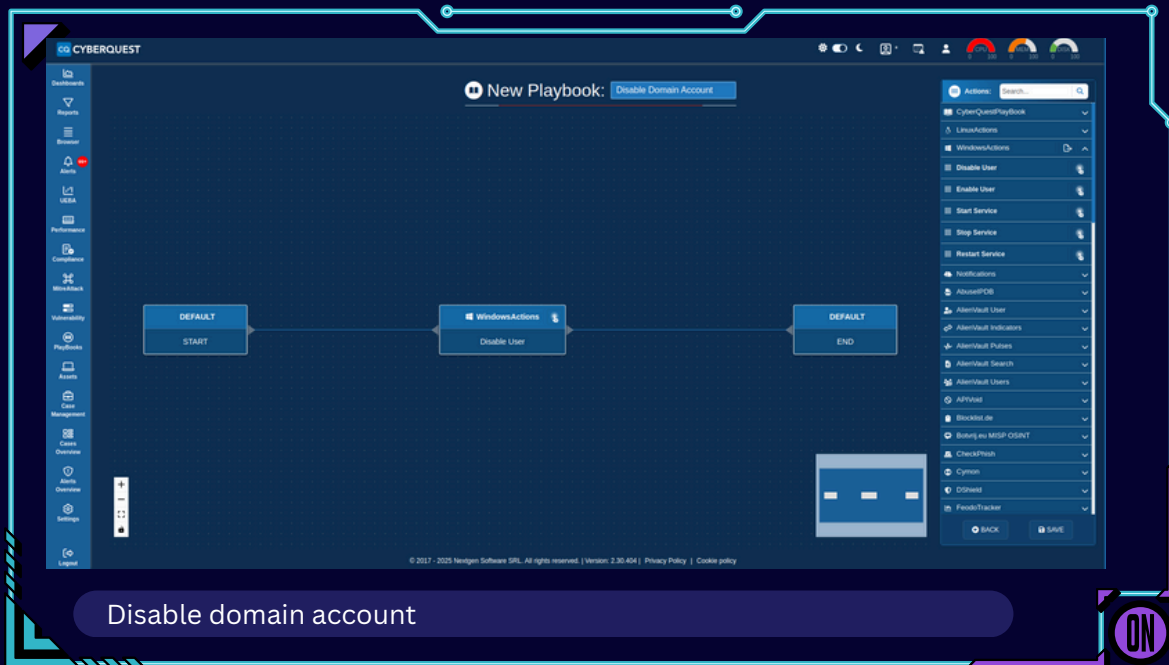 CQ CYBERQUEST
New Playbook: Disable Domain Account
Dashboards
Reports
Browser
Alerts
UEBA
Performance
Compliance
MitreAttack
Vulnerability
PlayBooks
Assets
Case
Management
Cases
Overview
Alerts
Overview
Settings
Logout
DEFAULT
START
WindowsActions
Disable User
DEFAULT
END
Actions: Search...
CyberQuestPlayBook
LinuxActions
WindowsActions
Disable User
Enable User
Start Service
Stop Service
Restart Service
Notifications
AbuseIPDB
AlienVault User
AlienVault Indicators
AlienVault Pulses
AlienVault Search
AlienVault Users
APIVoid
Blocklist.de
Botvrij.eu MISP OSINT
CheckPhish
Cymon
DShield
FeodoTracker
BACK SAVE
© 2017 - 2025 Nextgen Software SRL. All rights reserved. | Version: 2.30.404 | Privacy Policy | Cookie policy
Disable domain account
ON